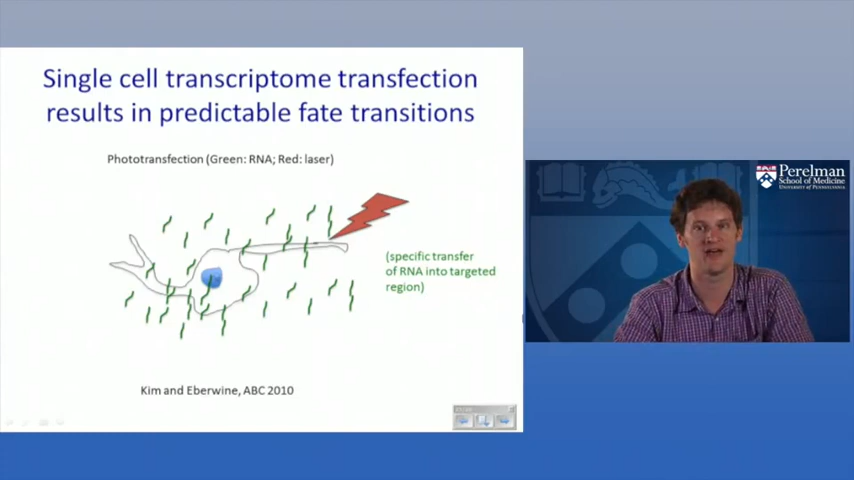 Single cell transcriptome transfection
results in predictable fate transitions
Phototransfection (Green: RNA; Red: laser)
(specific transfer
of RNA into targeted
region)
Kim and Eberwine, ABC 2010
Perelman
School of Medicine
University of Pennsylvania